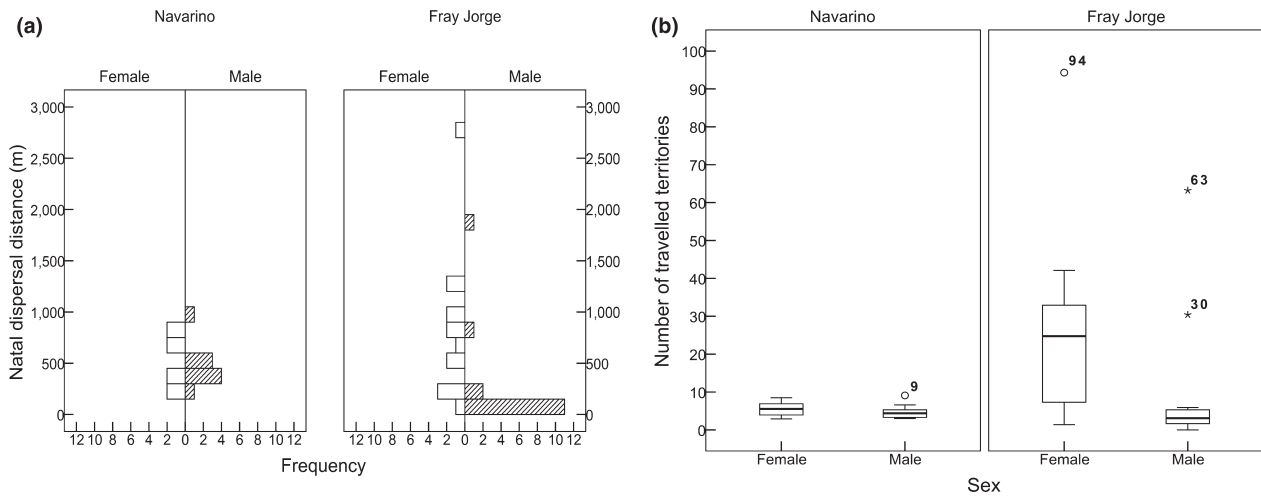 (a)
Navarino
Fray Jorge
Female Male
Female Male
Natal dispersal distance (m)
3,000
2,500
2,000
1,500
1,000
500
0
3,000
2,500
2,000
1,500
1,000
500
0
12 10 8 6 4 2 0 2 4 6 8 10 12
12 10 8 6 4 2 0 2 4 6 8 10 12
Frequency
(b)
Navarino
Fray Jorge
Number of travelled territories
100
90
80
70
60
50
40
30
20
10
0
9
94
63
30
Female Male
Female Male
Sex